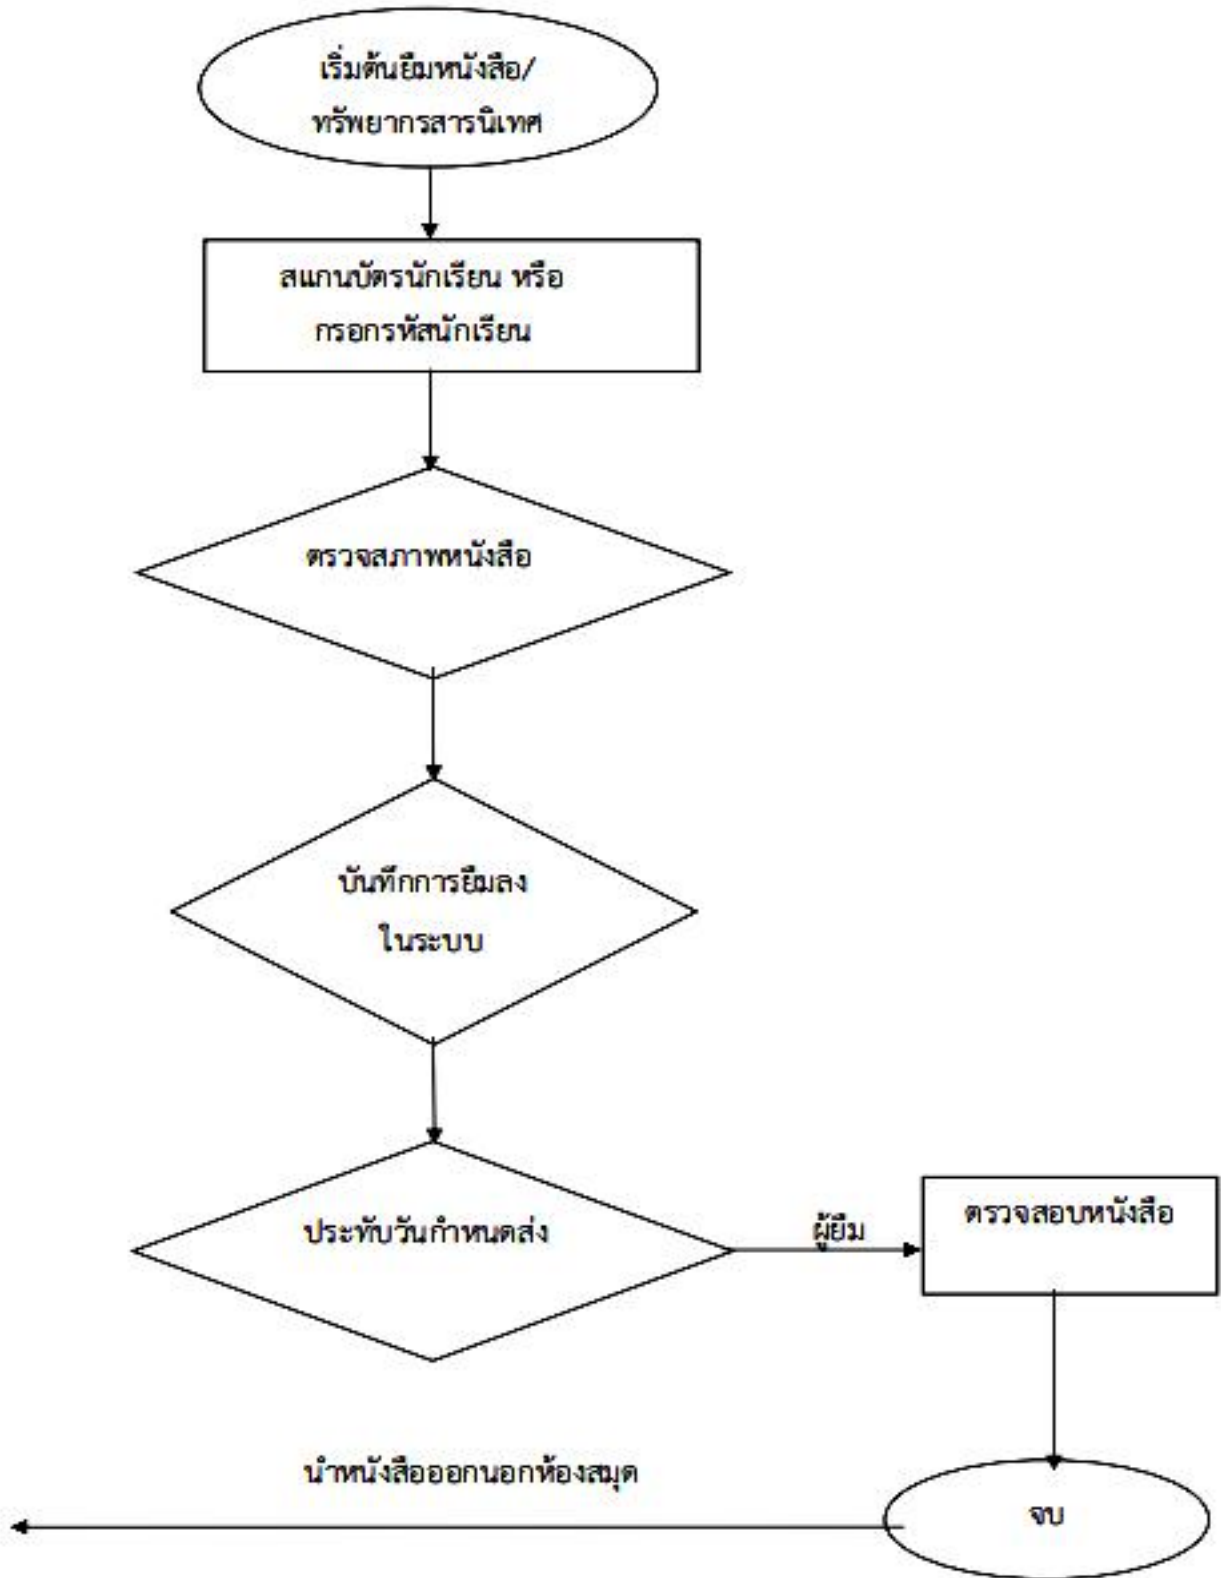 เริ่มต้นยืมหนังสือ/
ทรัพยากรสารนิเทศ
สแกนบัตรนักเรียน หรือ
กรอกรหัสนักเรียน
ตรวจสภาพหนังสือ
บันทึกการยืมลง
ในระบบ
ประทับวันกำหนดส่ง
ผู้ยืม
ตรวจสอบหนังสือ
นำหนังสือออกนอกห้องสมุด
จบ